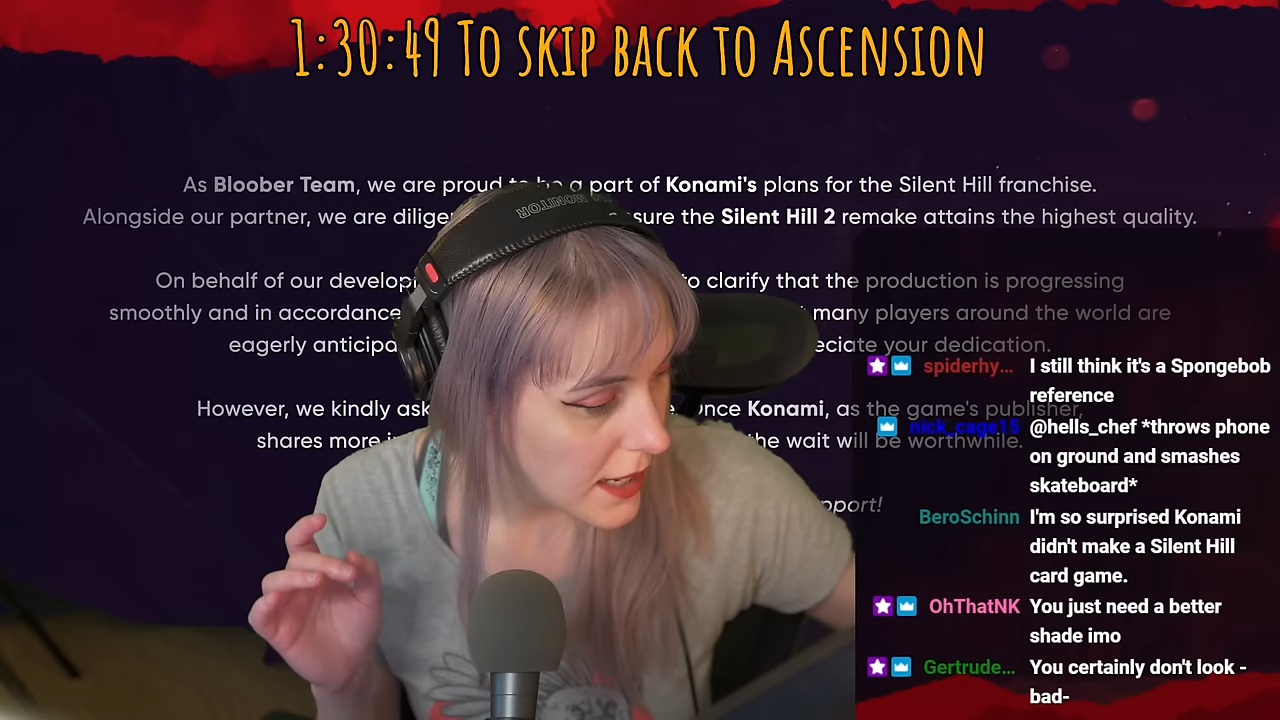 1:30:49 To skip back to Ascension
As Bloober Team, we are proud to be a part of Konami's plans for the Silent Hill franchise.
Alongside our partner, we are dilige sure the Silent Hill 2 remake attains the highest quality.
On behalf of our develop to clarify that the production is progressing
smoothly and in accordance many players around the world are
eagerly anticipa eciate your dedication.
However, we kindly ask e. Once Konami, as the game's publisher,
shares more the wait will be worthwhile.
pport!
MONITOR
spiderhy... I still think it's a Spongebob
reference
nick_cage15 @hells_chef *throws phone
on ground and smashes
skateboard*
BeroSchinn I'm so surprised Konami
didn't make a Silent Hill
card game.
OhThatNK You just need a better
shade imo
Gertrude... You certainly don't look -
bad-